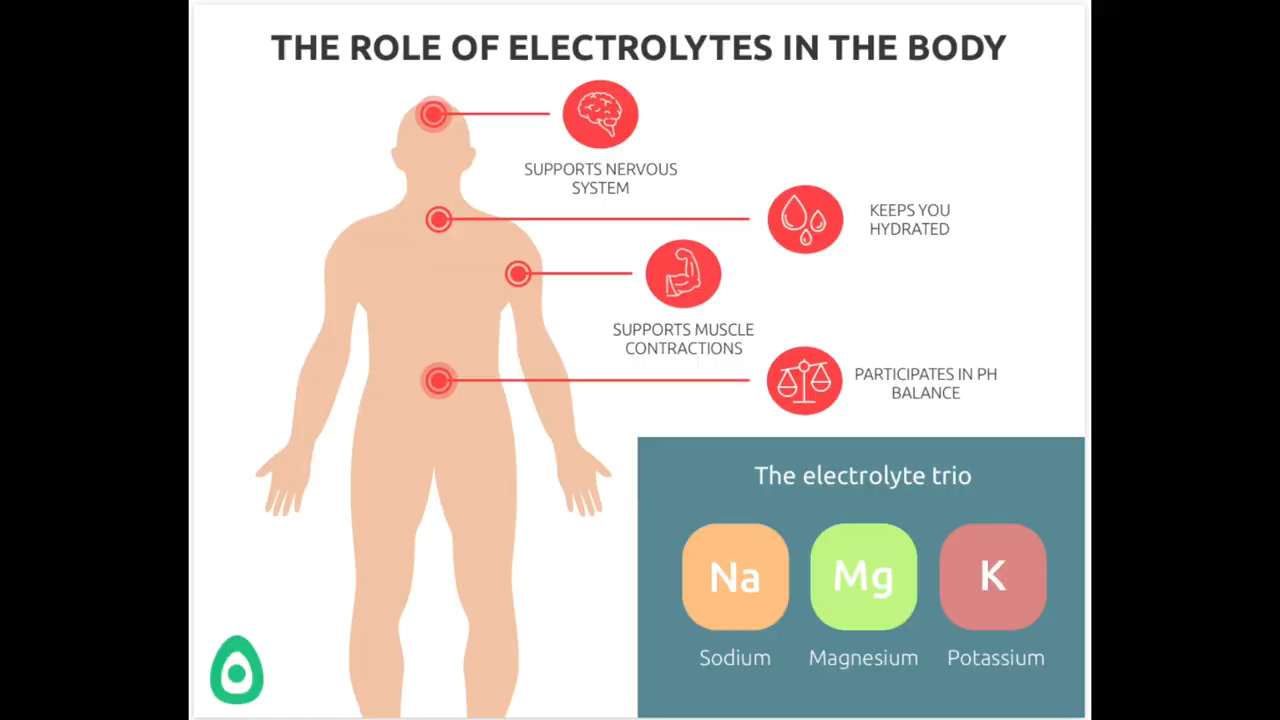 THE ROLE OF ELECTROLYTES IN THE BODY
SUPPORTS NERVOUS
SYSTEM
KEEPS YOU
HYDRATED
SUPPORTS MUSCLE
CONTRACTIONS
PARTICIPATES IN PH
BALANCE
The electrolyte trio
Na
Mg
K
Sodium
Magnesium
Potassium